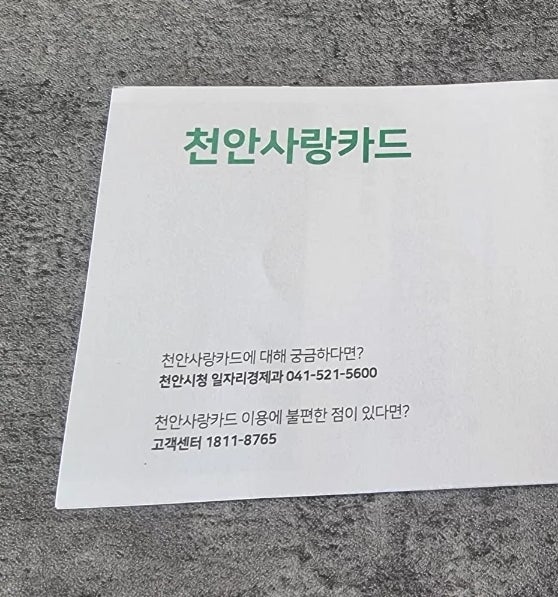 천안사랑카드
천안사랑카드에 대해 궁금하다면?
천안시청 일자리경제과 041-521-5600
천안사랑카드 이용에 불편한 점이 있다면?
고객센터 1811-8765